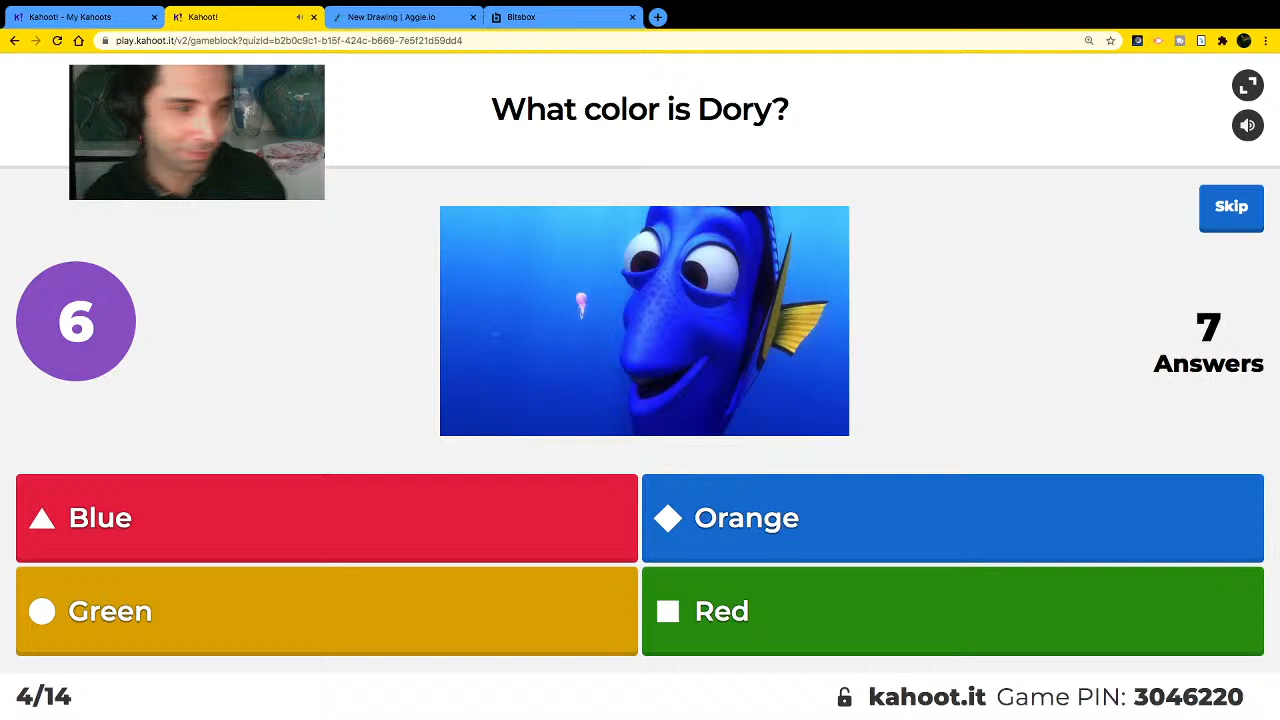 Kahoot! - My Kahoots
Kahoot!
New Drawing | Aggie.io
Bitsbox
play.kahoot.it/v2/gameblock?quizId=b2b0c9c1-b15f-424c-b669-7e5f21d59dd4
What color is Dory?
Skip
6
7
Answers
Blue
Orange
Green
Red
4/14
kahoot.it Game PIN: 3046220